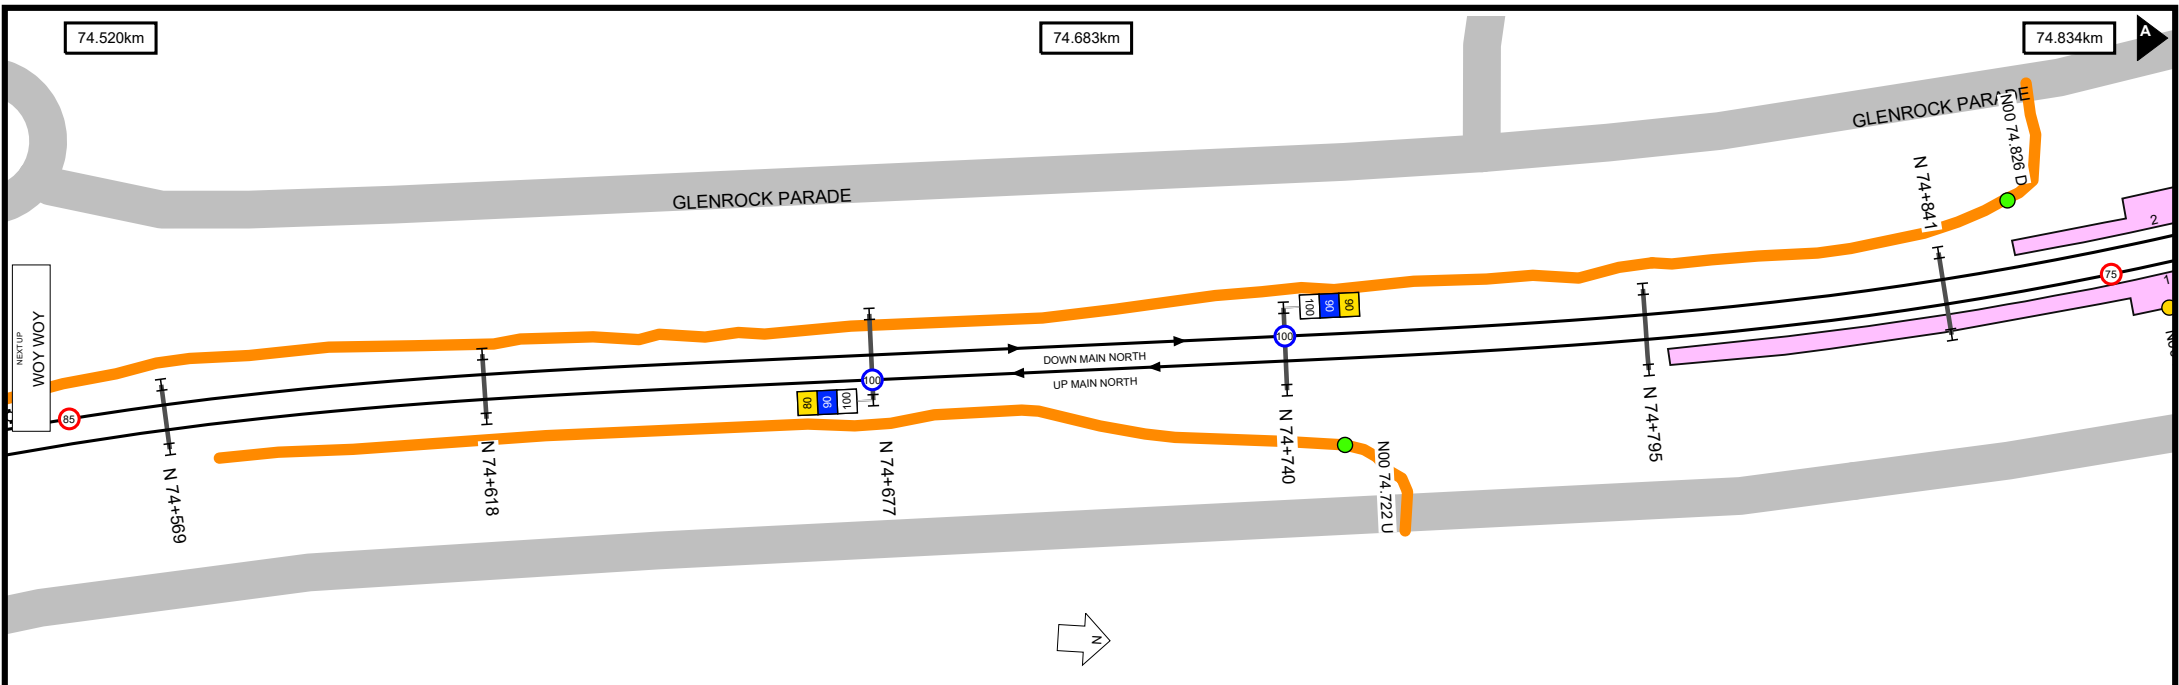 74.520km
74.683km
74.834km
A
GLENROCK PARADE
N00 74.826 D
N 74+841
GLENROCK PARADE
2
1
75
NEXT UP
WOY WOY
85
100
90
90
100
DOWN MAIN NORTH
UP MAIN NORTH
100
80
90
100
N 74+569
N 74+618
N 74+677
N 74+740
N00 74.722 U
N 74+795
N